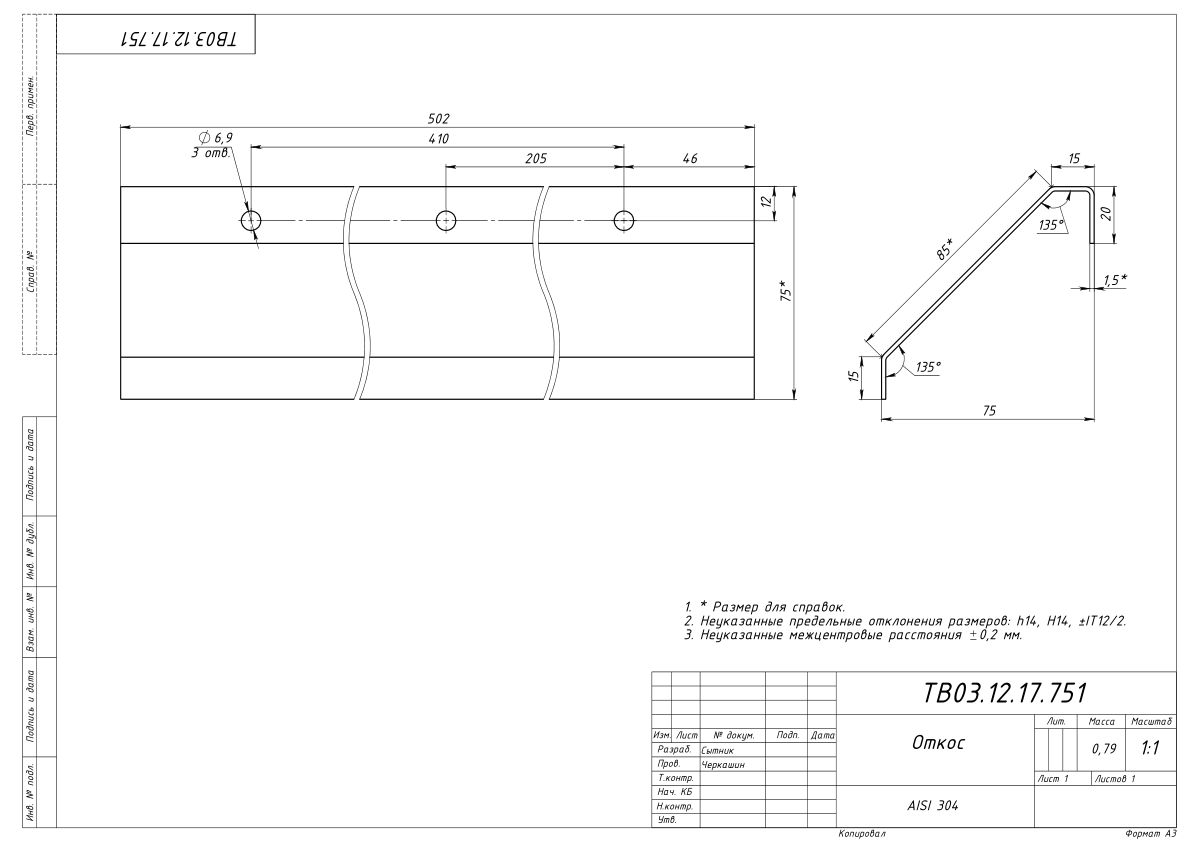 ТВ03.12.17.751
Перв. примен.
Справ. №
Подпись и дата
Инв. № дубл.
Взам. инв. №
Подпись и дата
Инв. № подл.
502
410
205
46
⌀ 6,9
3 отв.
12
75*
15
20
135°
85*
1,5*
135°
15
75
1. * Размер для справок.
2. Неуказанные предельные отклонения размеров: h14, H14, ±IT12/2.
3. Неуказанные межцентровые расстояния ±0,2 мм.
ТВ03.12.17.751
Изм. Лист № докум. Подп. Дата
Разраб. Сытник
Пров. Черкашин
Т.контр.
Нач. КБ
Н.контр.
Утв.
Откос
Лит. Масса Масштаб
0,79 1:1
Лист 1 Листов 1
AISI 304
Копировал Формат А3